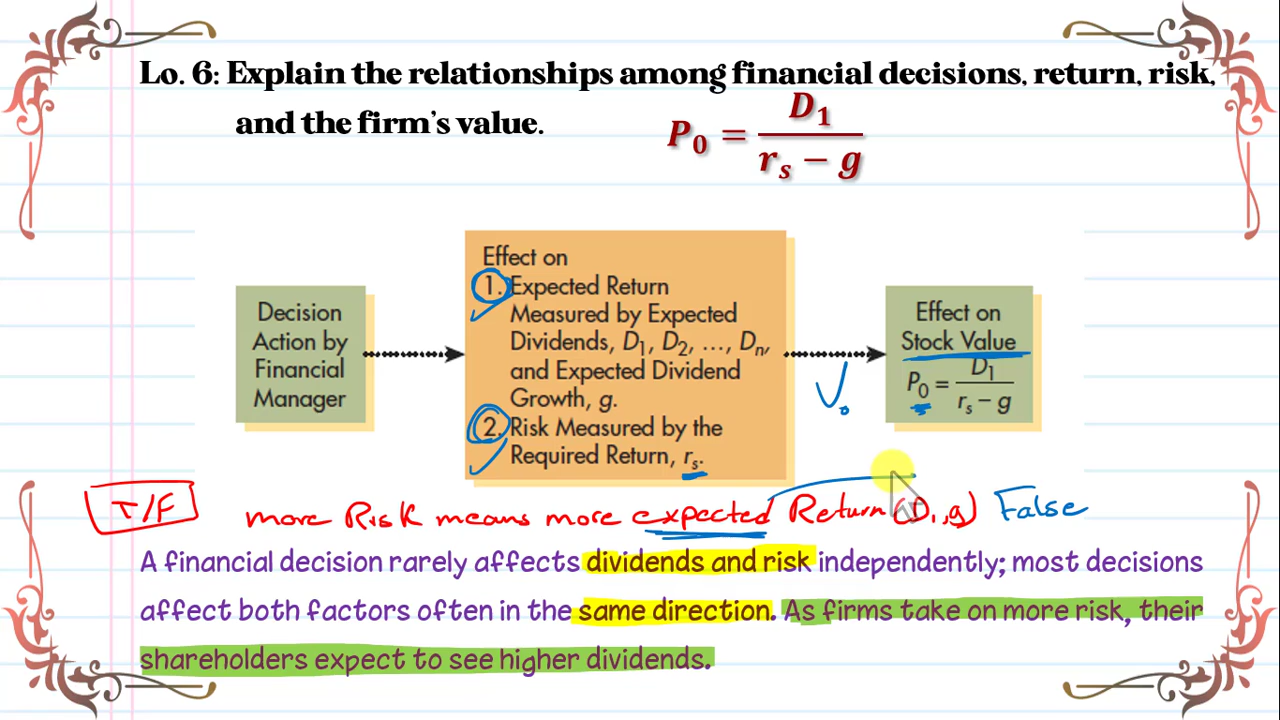 Lo. 6: Explain the relationships among financial decisions, return, risk,
and the firm's value.
P₀ = D₁ / (rₛ − g)
Decision
Action by
Financial
Manager
Effect on
1. Expected Return
Measured by Expected
Dividends, D₁, D₂, ..., Dₙ,
and Expected Dividend
Growth, g.
2. Risk Measured by the
Required Return, rₛ.
Effect on
Stock Value
P₀ = D₁ / (rₛ − g)
T/F
more Risk means more expected Return (D₁,g) False
A financial decision rarely affects dividends and risk independently; most decisions
affect both factors often in the same direction. As firms take on more risk, their
shareholders expect to see higher dividends.